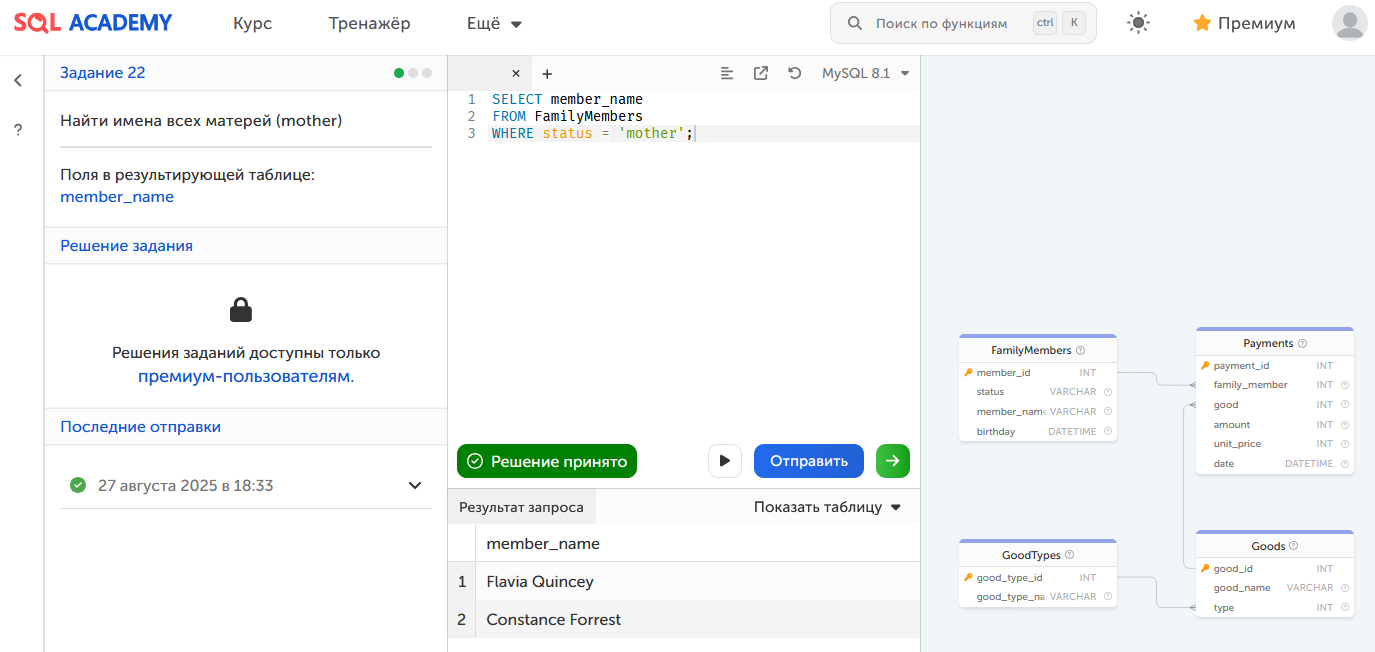 SQL ACADEMY
Курс
Тренажёр
Ещё
Поиск по функциям
ctrl
K
Премиум
Задание 22
Найти имена всех матерей (mother)
Поля в результирующей таблице:
member_name
Решение задания
Решения заданий доступны только
премиум-пользователям.
Последние отправки
27 августа 2025 в 18:33
?
× +
MySQL 8.1
1 SELECT member_name
2 FROM FamilyMembers
3 WHERE status = 'mother';
Решение принято
Отправить
Результат запроса
Показать таблицу
member_name
1 Flavia Quincey
2 Constance Forrest
FamilyMembers ?
member_id INT
status VARCHAR ?
member_name VARCHAR ?
birthday DATETIME ?
Payments ?
payment_id INT
family_member INT ?
good INT ?
amount INT ?
unit_price INT ?
date DATETIME ?
GoodTypes ?
good_type_id INT
good_type_na VARCHAR ?
Goods ?
good_id INT
good_name VARCHAR ?
type INT ?